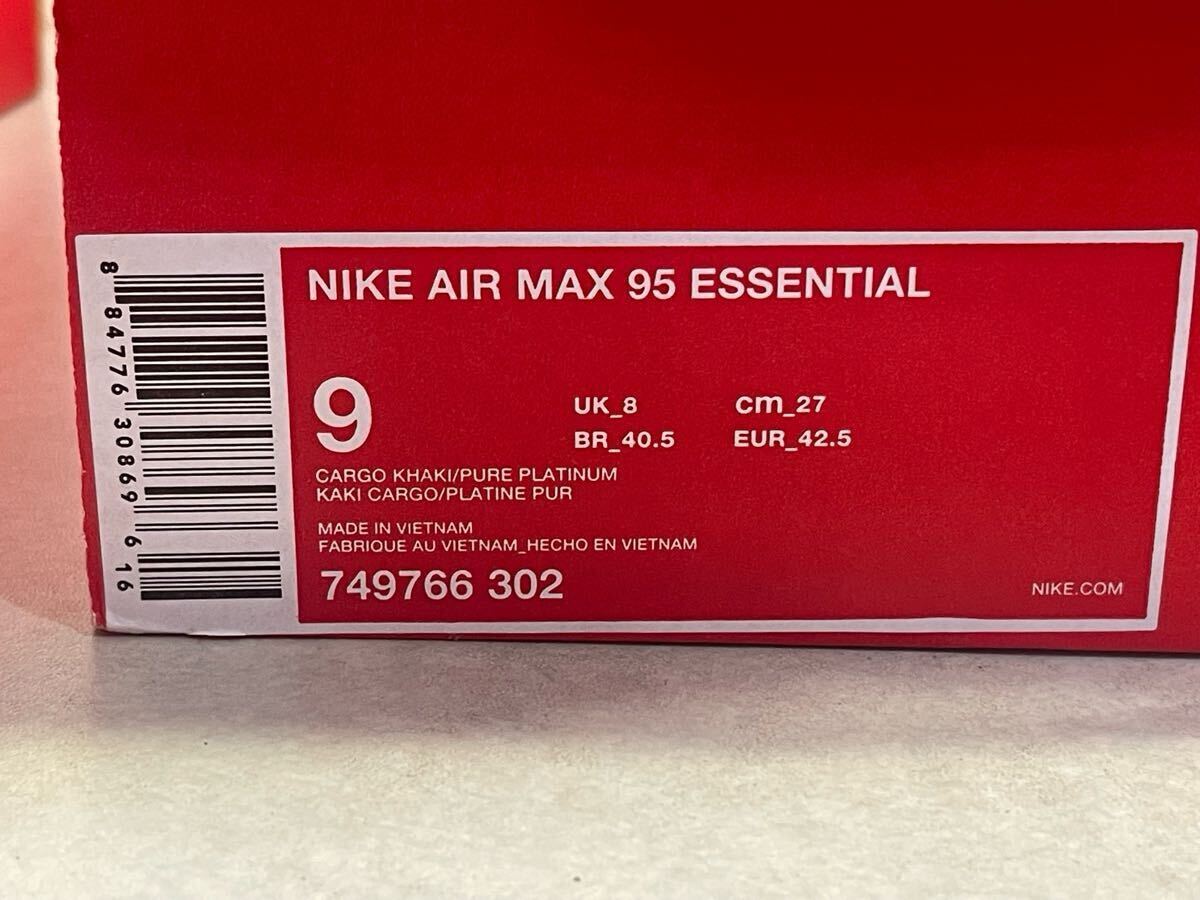 8 84776 30869 6 16
NIKE AIR MAX 95 ESSENTIAL
9
UK_8 cm_27
BR_40.5 EUR_42.5
CARGO KHAKI/PURE PLATINUM
KAKI CARGO/PLATINE PUR
MADE IN VIETNAM
FABRIQUE AU VIETNAM_HECHO EN VIETNAM
749766 302
NIKE.COM